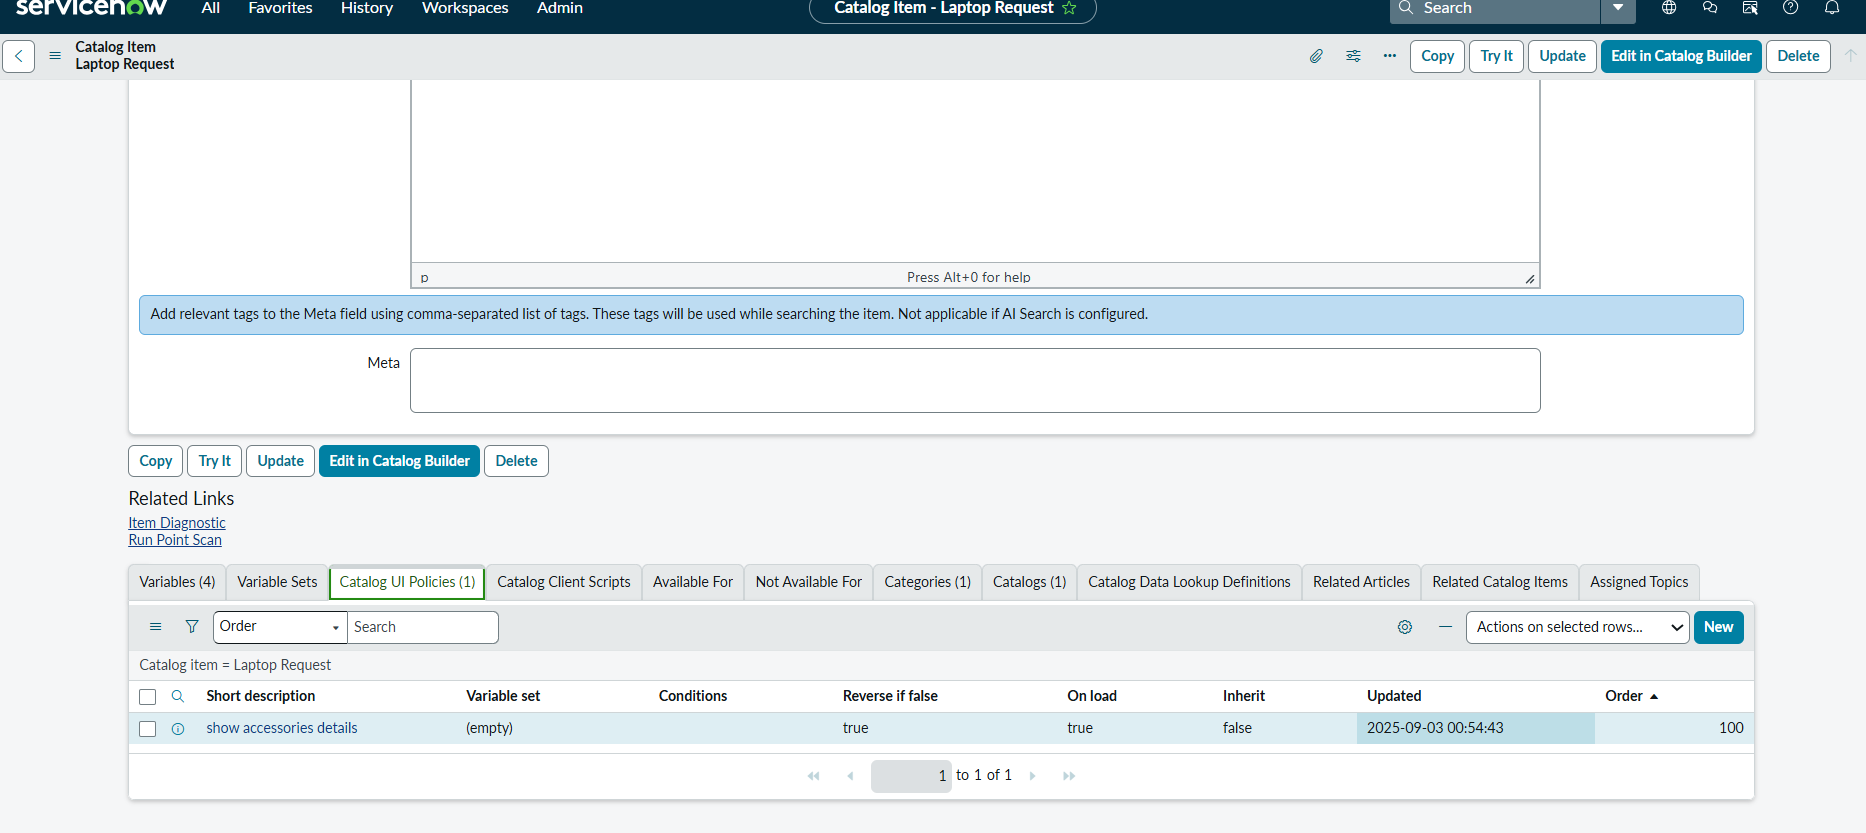 servicenow All Favorites History Workspaces Admin Catalog Item - Laptop Request Search
Catalog Item
Laptop Request
Copy Try It Update Edit in Catalog Builder Delete
p Press Alt+0 for help
Add relevant tags to the Meta field using comma-separated list of tags. These tags will be used while searching the item. Not applicable if AI Search is configured.
Meta
Copy Try It Update Edit in Catalog Builder Delete
Related Links
Item Diagnostic
Run Point Scan
Variables (4) Variable Sets Catalog UI Policies (1) Catalog Client Scripts Available For Not Available For Categories (1) Catalogs (1) Catalog Data Lookup Definitions Related Articles Related Catalog Items Assigned Topics
Order Search Actions on selected rows... New
Catalog item = Laptop Request
Short description Variable set Conditions Reverse if false On load Inherit Updated Order
show accessories details (empty) true true false 2025-09-03 00:54:43 100
1 to 1 of 1